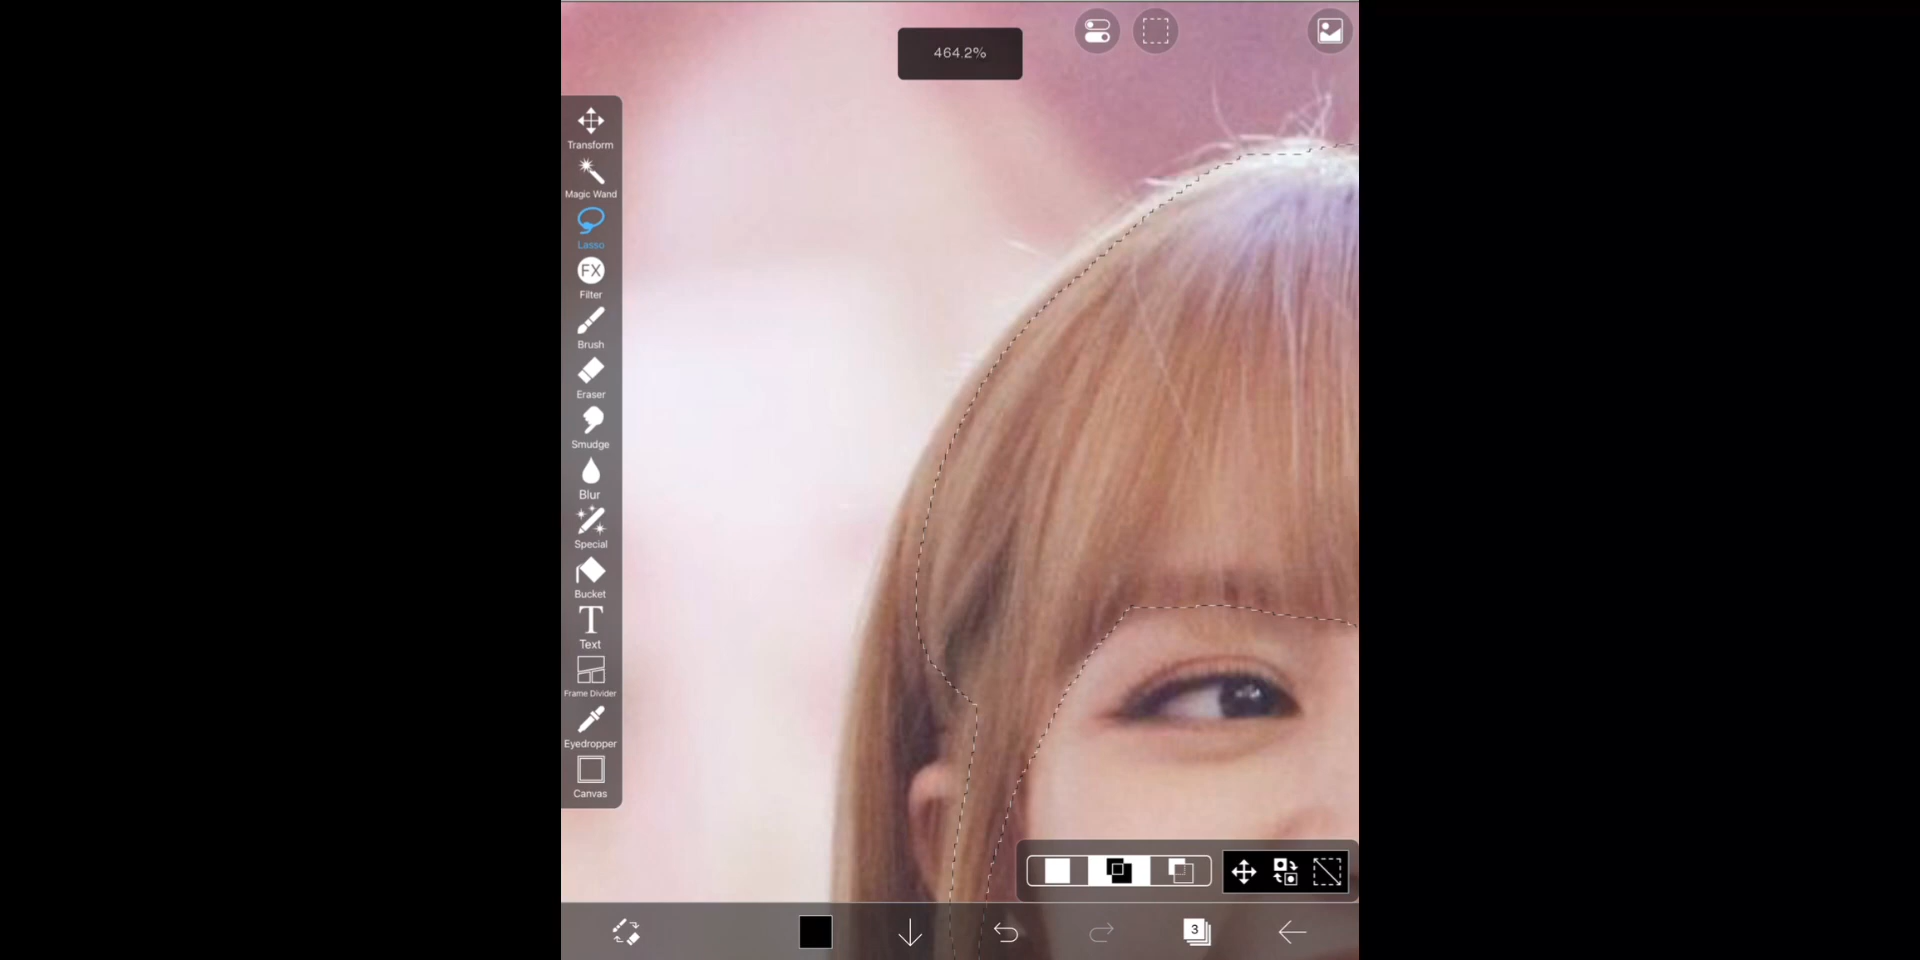 464.2%
Transform
Magic Wand
Lasso
FX
Filter
Brush
Eraser
Smudge
Blur
Special
Bucket
T
Text
Frame Divider
Eyedropper
Canvas
3